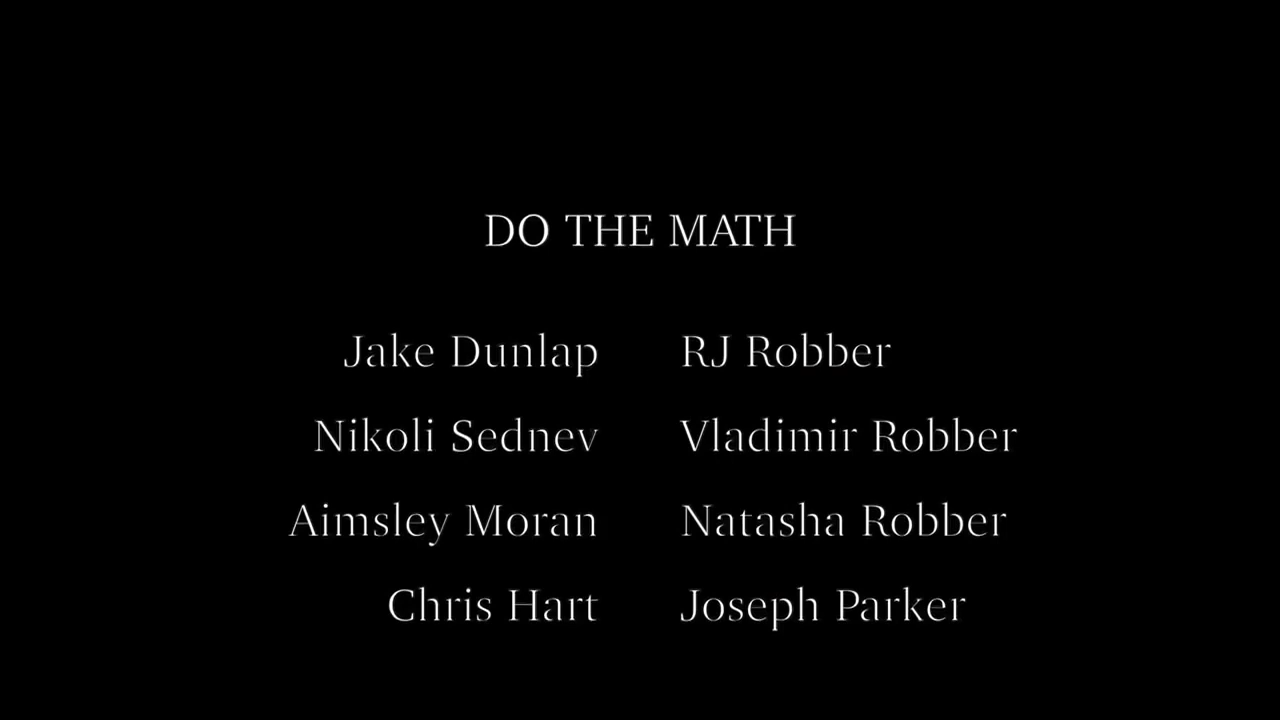 DO THE MATH
Jake Dunlap RJ Robber
Nikoli Sednev Vladimir Robber
Aimsley Moran Natasha Robber
Chris Hart Joseph Parker